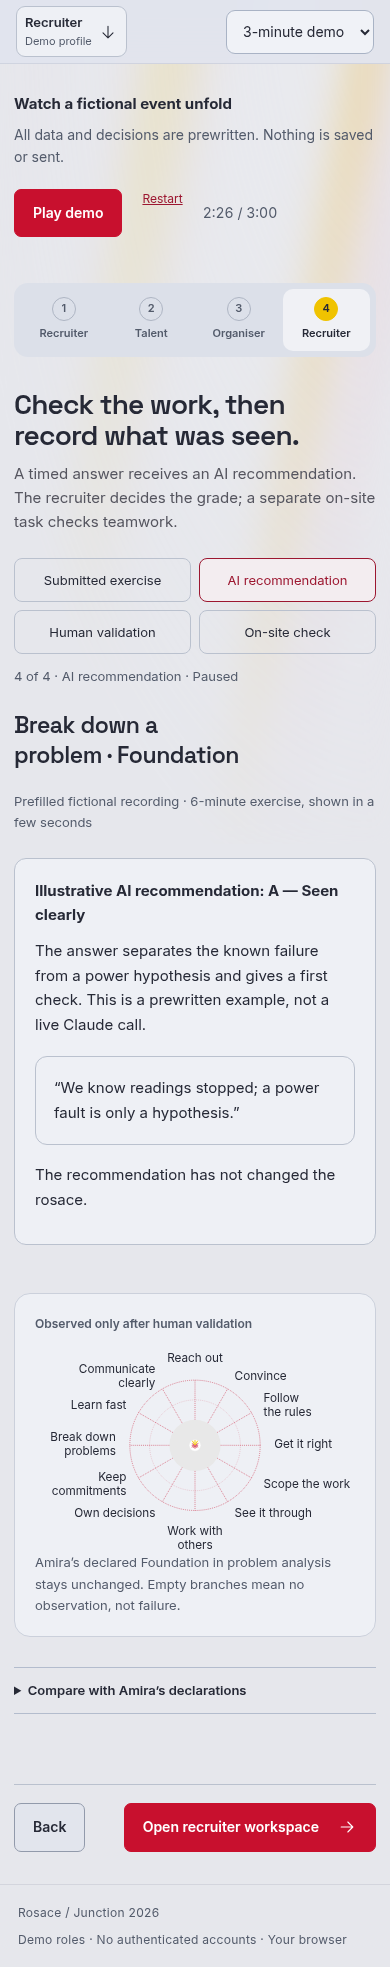 Recruiter
Demo profile
3-minute demo
Watch a fictional event unfold
All data and decisions are prewritten. Nothing is saved
or sent.
Play demo
Restart
2:26 / 3:00
1
Recruiter
2
Talent
3
Organiser
4
Recruiter
Check the work, then
record what was seen.
A timed answer receives an AI recommendation.
The recruiter decides the grade; a separate on-site
task checks teamwork.
Submitted exercise
AI recommendation
Human validation
On-site check
4 of 4 · AI recommendation · Paused
Break down a
problem · Foundation
Prefilled fictional recording · 6-minute exercise, shown in a
few seconds
Illustrative AI recommendation: A — Seen
clearly
The answer separates the known failure
from a power hypothesis and gives a first
check. This is a prewritten example, not a
live Claude call.
“We know readings stopped; a power
fault is only a hypothesis.”
The recommendation has not changed the
rosace.
Observed only after human validation
Reach out
Convince
Follow
the rules
Get it right
Scope the work
See it through
Work with
others
Own decisions
Keep
commitments
Break down
problems
Learn fast
Communicate
clearly
Amira’s declared Foundation in problem analysis
stays unchanged. Empty branches mean no
observation, not failure.
Compare with Amira’s declarations
Back
Open recruiter workspace
Rosace / Junction 2026
Demo roles · No authenticated accounts · Your browser